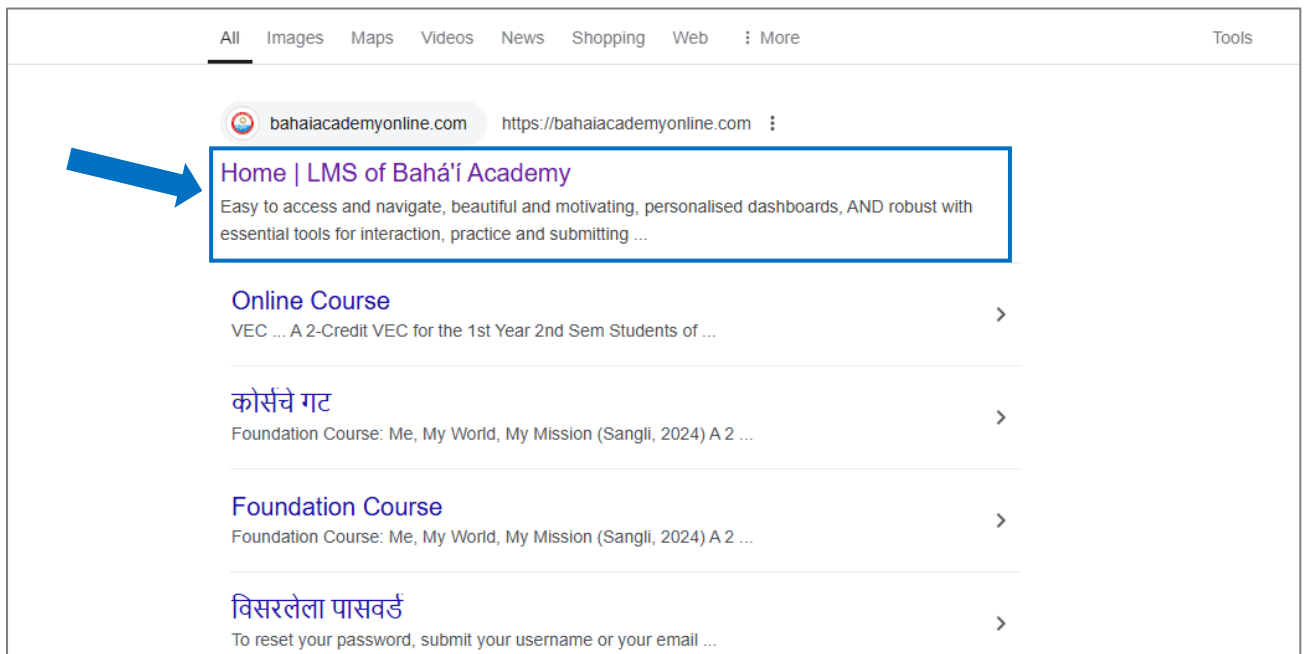 All Images Maps Videos News Shopping Web More Tools
bahaiacademyonline.com https://bahaiacademyonline.com
Home | LMS of Bahá'í Academy
Easy to access and navigate, beautiful and motivating, personalised dashboards, AND robust with
essential tools for interaction, practice and submitting ...
Online Course
VEC ... A 2-Credit VEC for the 1st Year 2nd Sem Students of ...
कोर्सचे गट
Foundation Course: Me, My World, My Mission (Sangli, 2024) A 2 ...
Foundation Course
Foundation Course: Me, My World, My Mission (Sangli, 2024) A 2 ...
विसरलेला पासवर्ड
To reset your password, submit your username or your email ...